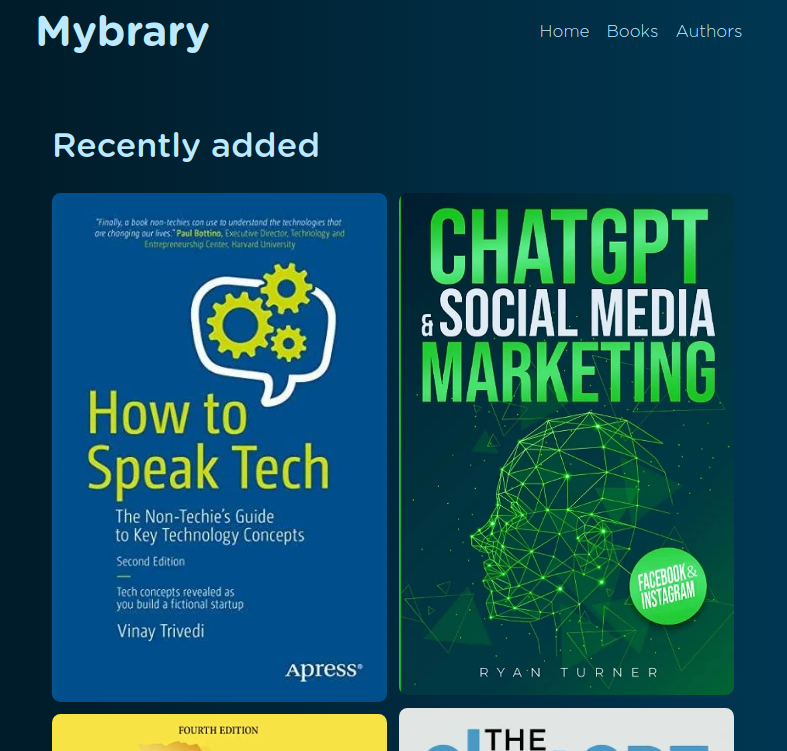 Mybrary
Home Books Authors
Recently added
"Finally, a book non-techies can use to understand the technologies that
are changing our lives." Paul Bottino, Executive Director, Technology and
Entrepreneurship Center, Harvard University
How to
Speak Tech
The Non-Techie's Guide
to Key Technology Concepts
Second Edition
Tech concepts revealed as
you build a fictional startup
Vinay Trivedi
Apress®
CHATGPT
& SOCIAL MEDIA
MARKETING
FACEBOOK &
INSTAGRAM
RYAN TURNER
FOURTH EDITION
THE